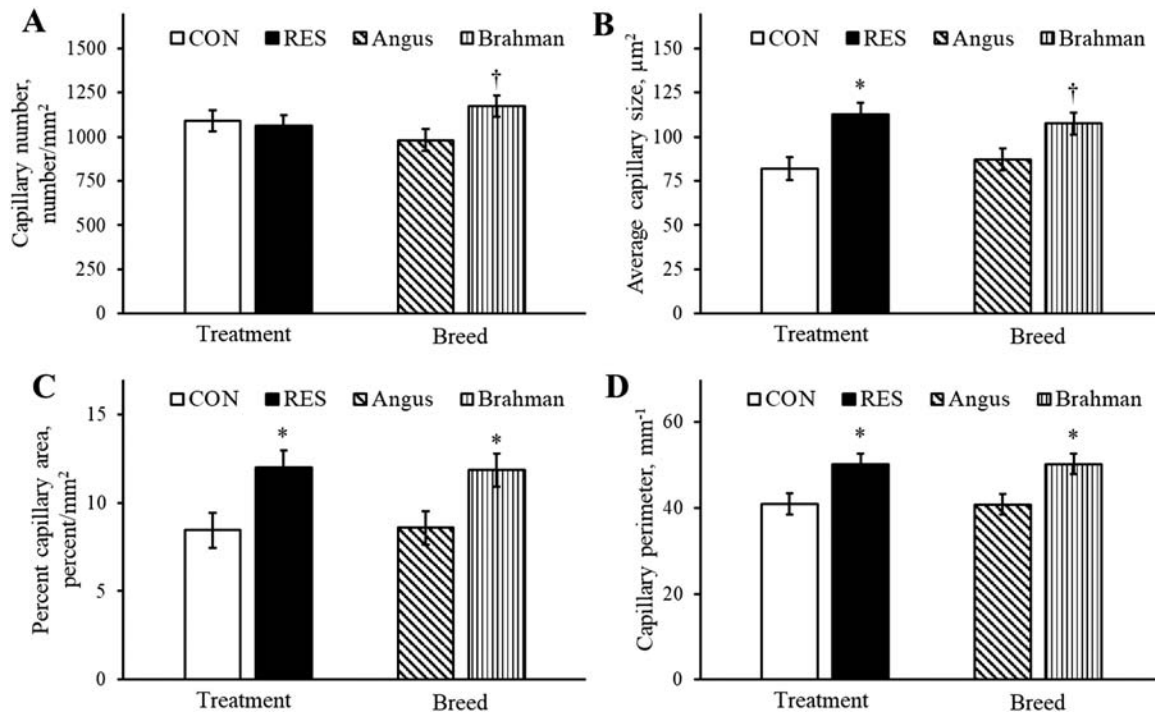 A
CON RES Angus Brahman
Capillary number,
number/mm²
1500
1250
1000
750
500
250
0
†
Treatment Breed
B
CON RES Angus Brahman
Average capillary size, µm²
150
125
100
75
50
25
0
*
†
Treatment Breed
C
CON RES Angus Brahman
Percent capillary area,
percent/mm²
15
10
5
0
*
*
Treatment Breed
D
CON RES Angus Brahman
Capillary perimeter, mm⁻¹
60
40
20
0
*
*
Treatment Breed